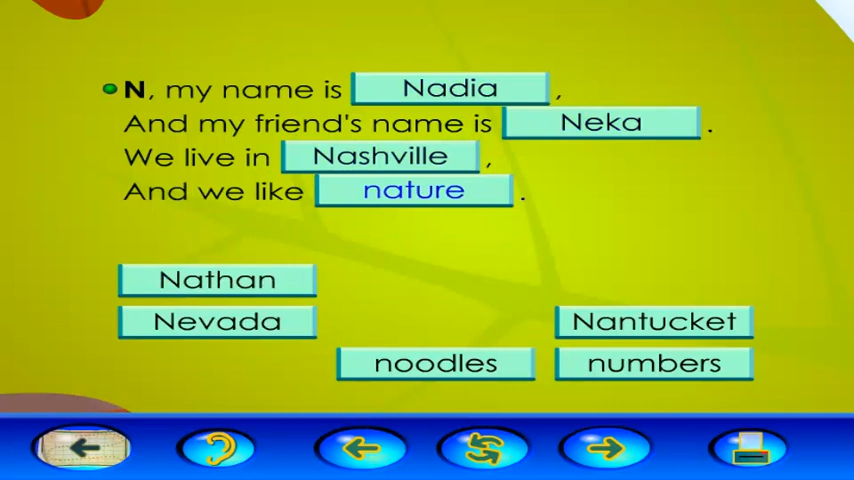 N, my name is Nadia,
And my friend's name is Neka.
We live in Nashville,
And we like nature.
Nathan
Nevada Nantucket
noodles numbers